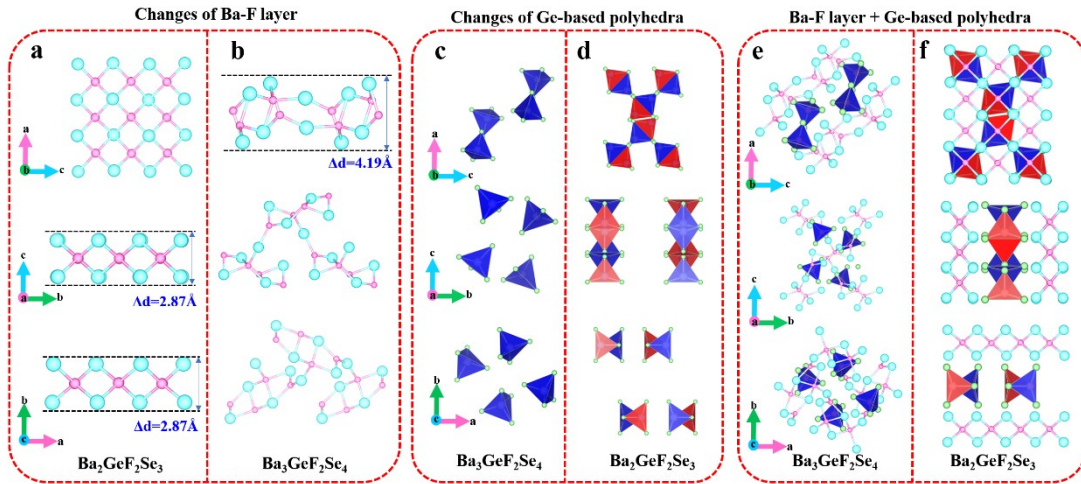 Changes of Ba-F layer
Changes of Ge-based polyhedra
Ba-F layer + Ge-based polyhedra
a
b
c
d
e
f
a
b
c
Δd=4.19Å
a
b
c
a
b
c
c
a
b
Δd=2.87Å
c
a
b
c
a
b
b
c
a
Δd=2.87Å
b
c
a
b
c
a
Ba₂GeF₂Se₃
Ba₃GeF₂Se₄
Ba₃GeF₂Se₄
Ba₂GeF₂Se₃
Ba₃GeF₂Se₄
Ba₂GeF₂Se₃